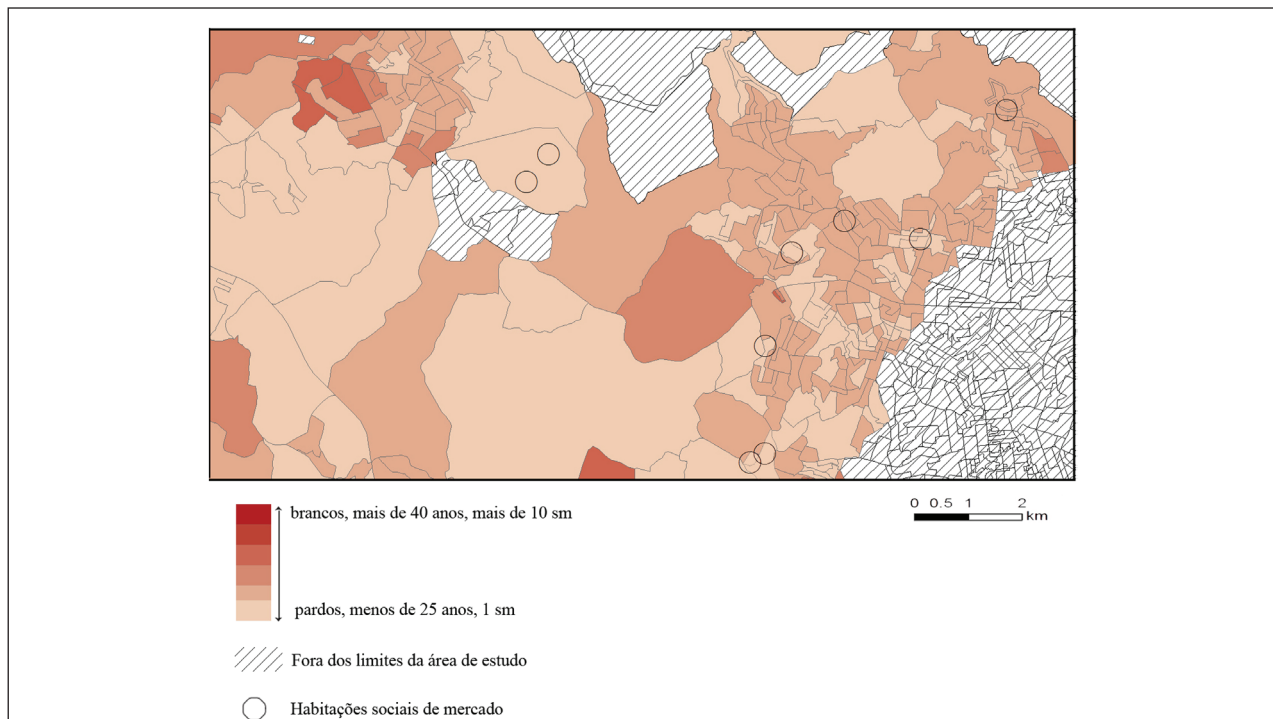 0 0.5 1 2
km
brancos, mais de 40 anos, mais de 10 sm
pardos, menos de 25 anos, 1 sm
Fora dos limites da área de estudo
Habitações sociais de mercado